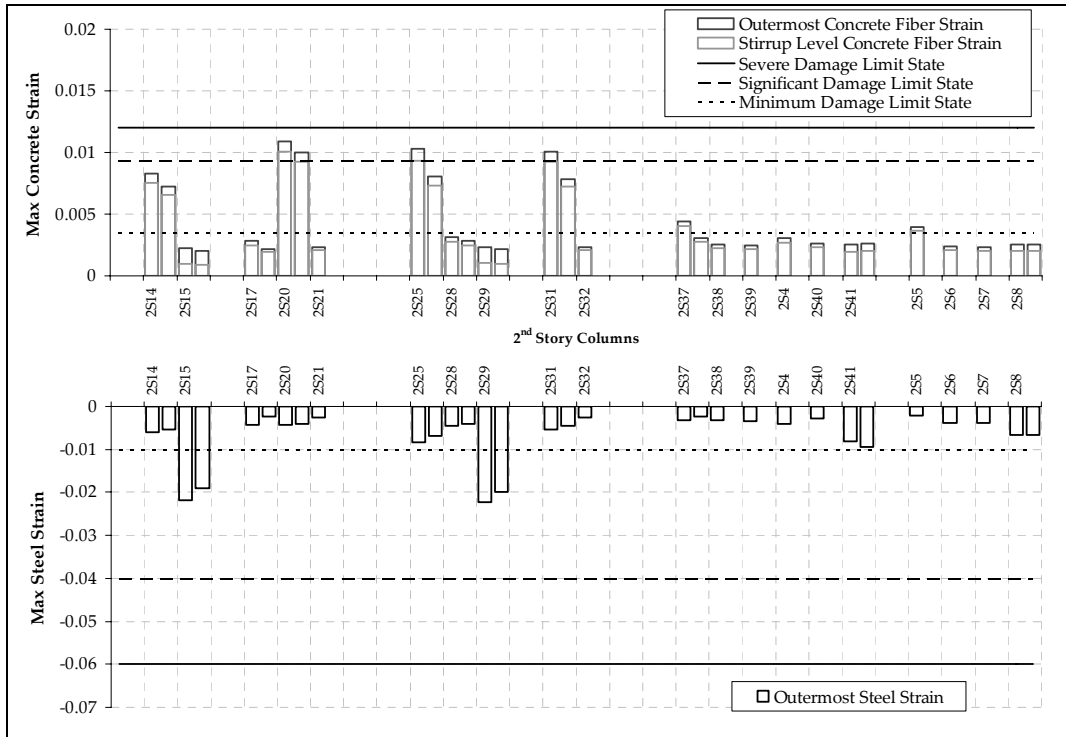 Outermost Concrete Fiber Strain
Stirrup Level Concrete Fiber Strain
Severe Damage Limit State
Significant Damage Limit State
Minimum Damage Limit State
Max Concrete Strain
0.02
0.015
0.01
0.005
0
2S14
2S15
2S17
2S20
2S21
2S25
2S28
2S29
2S31
2S32
2S37
2S38
2S39
2S4
2S40
2S41
2S5
2S6
2S7
2S8
2nd Story Columns
2S14
2S15
2S17
2S20
2S21
2S25
2S28
2S29
2S31
2S32
2S37
2S38
2S39
2S4
2S40
2S41
2S5
2S6
2S7
2S8
Max Steel Strain
0
-0.01
-0.02
-0.03
-0.04
-0.05
-0.06
-0.07
Outermost Steel Strain